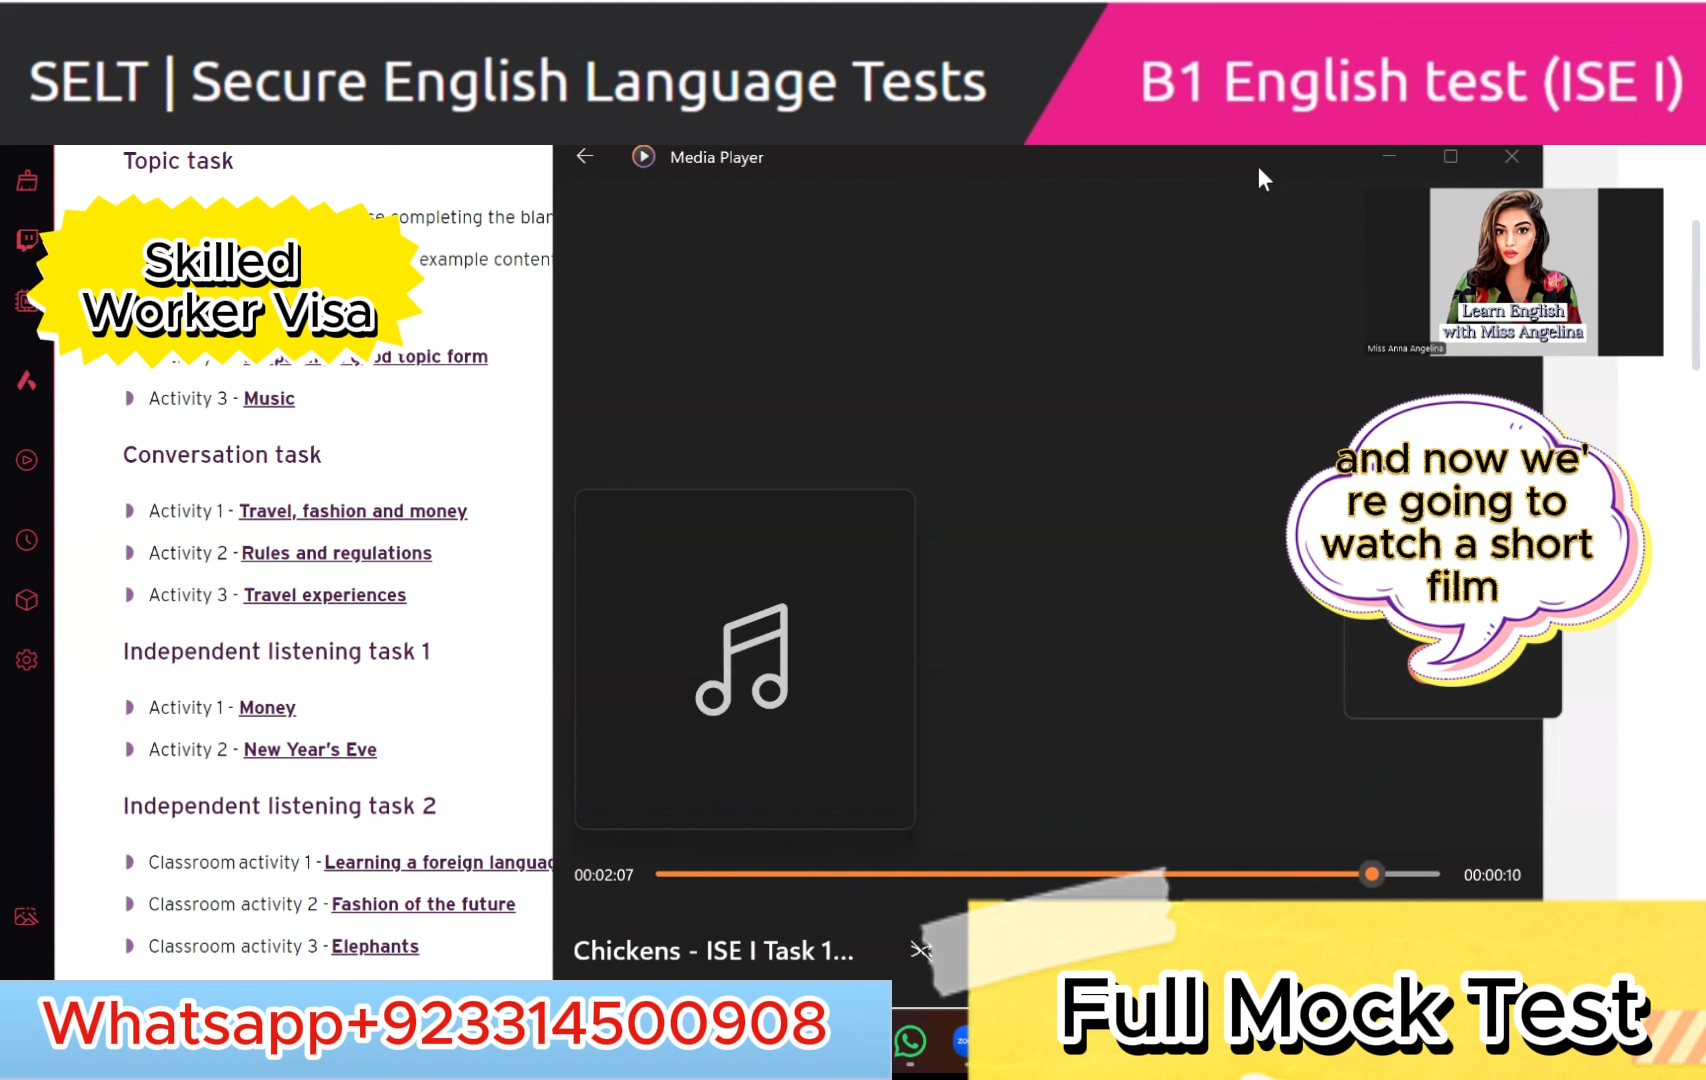 SELT | Secure English Language Tests
B1 English test (ISE I)
Topic task
completing the blan
example conten
Skilled
Worker Visa
good topic form
Activity 3 - Music
Conversation task
Activity 1 - Travel, fashion and money
Activity 2 - Rules and regulations
Activity 3 - Travel experiences
Independent listening task 1
Activity 1 - Money
Activity 2 - New Year's Eve
Independent listening task 2
Classroom activity 1 - Learning a foreign languag
Classroom activity 2 - Fashion of the future
Classroom activity 3 - Elephants
Media Player
Learn English
with Miss Angelina
Miss Anna Angelina
and now we'
re going to
watch a short
film
00:02:07
00:00:10
Chickens - ISE I Task 1...
Whatsapp+923314500908
Full Mock Test